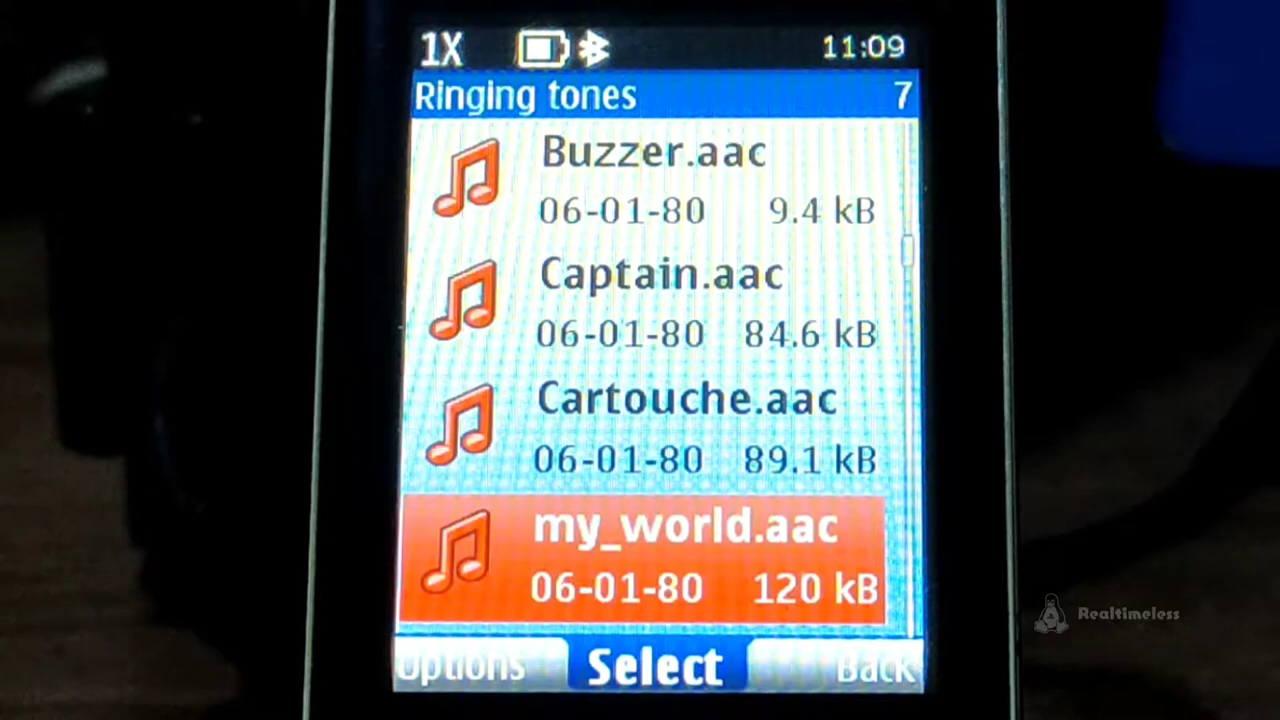 1X 11:09
Ringing tones 7
Buzzer.aac
06-01-80 9.4 kB
Captain.aac
06-01-80 84.6 kB
Cartouche.aac
06-01-80 89.1 kB
my_world.aac
06-01-80 120 kB
Options Select Back
Realtimeless